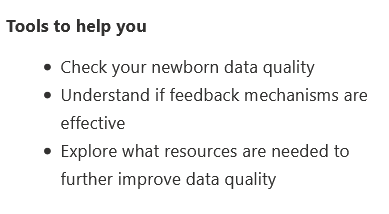 Tools to help you
• Check your newborn data quality
• Understand if feedback mechanisms are
effective
• Explore what resources are needed to
further improve data quality